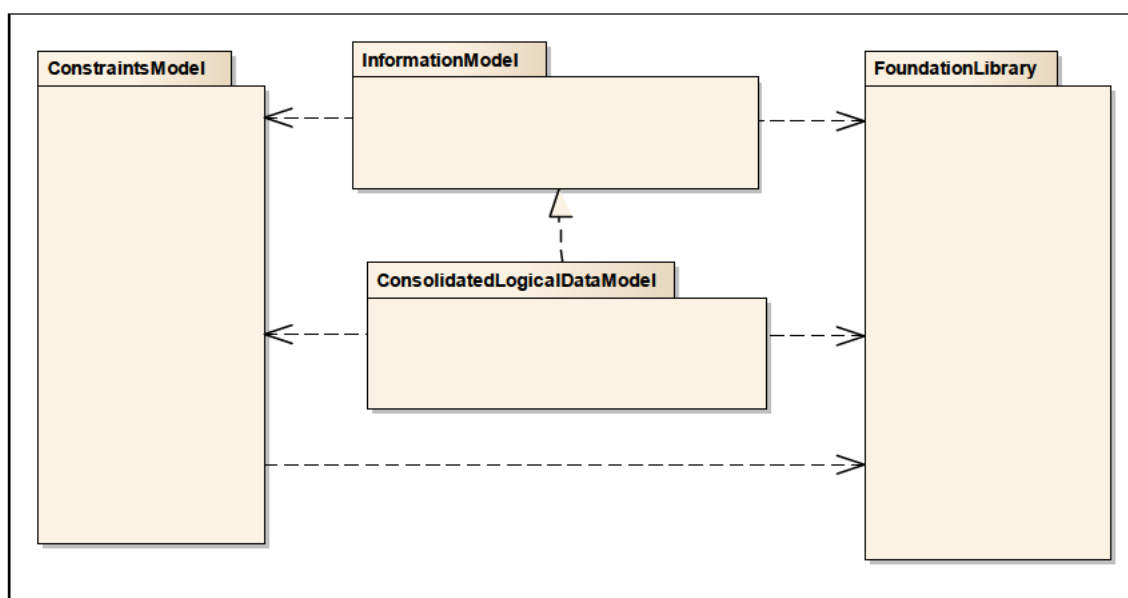 ConstraintsModel
InformationModel
FoundationLibrary
ConsolidatedLogicalDataModel